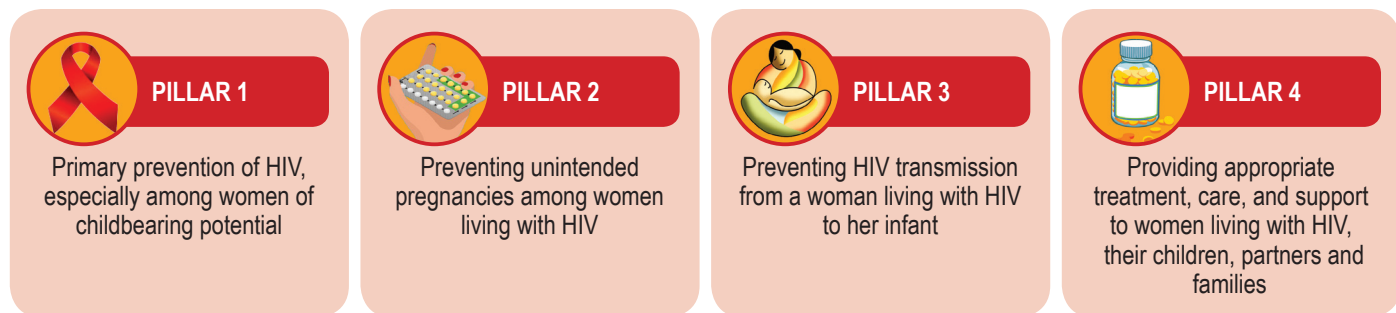 PILLAR 1
Primary prevention of HIV,
especially among women of
childbearing potential
PILLAR 2
Preventing unintended
pregnancies among women
living with HIV
PILLAR 3
Preventing HIV transmission
from a woman living with HIV
to her infant
PILLAR 4
Providing appropriate
treatment, care, and support
to women living with HIV,
their children, partners and
families